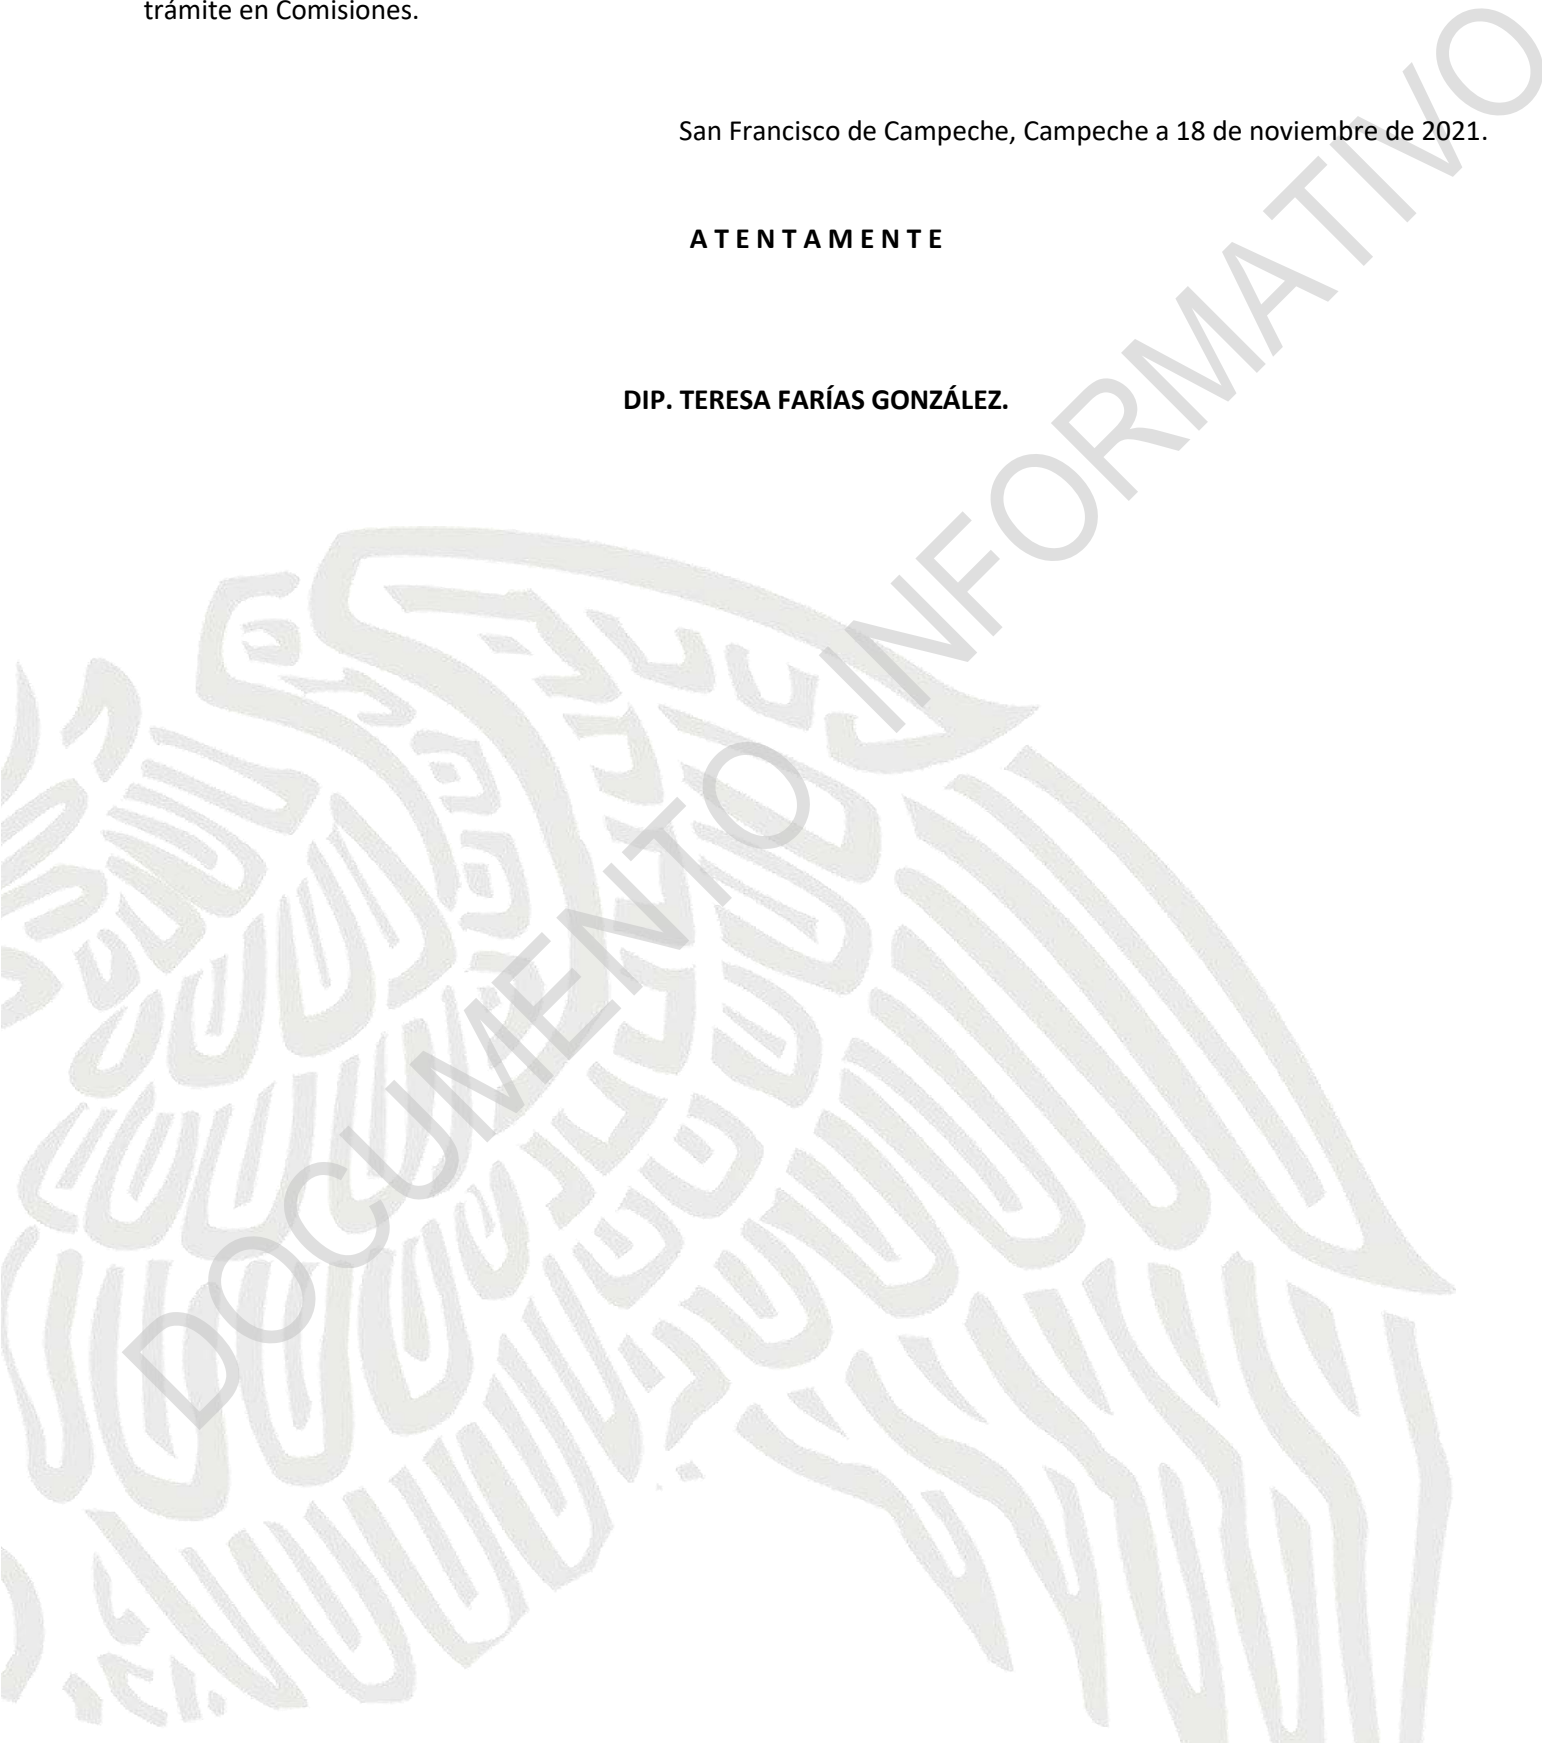 trámite en Comisiones.
San Francisco de Campeche, Campeche a 18 de noviembre de 2021.
A T E N T A M E N T E
DIP. TERESA FARÍAS GONZÁLEZ.
DOCUMENTO INFORMATIVO